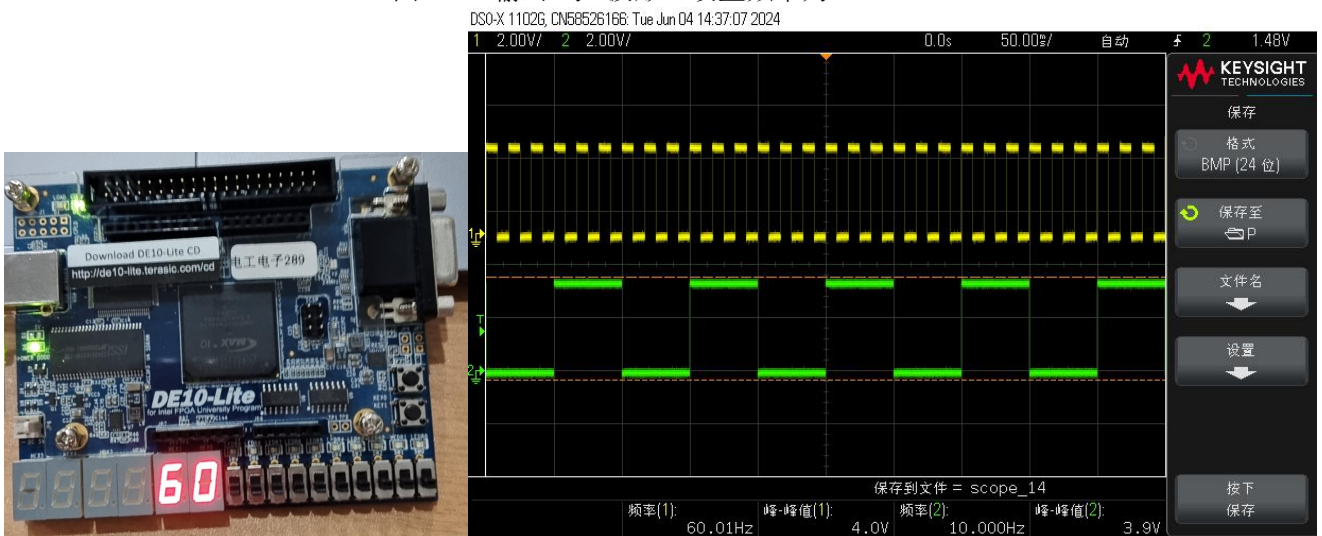 DSO-X 1102G, CN58526166: Tue Jun 04 14:37:07 2024
1 2.00V/ 2 2.00V/ 0.0s 50.00㎳/ 自动 2 1.48V
KEYSIGHT
TECHNOLOGIES
保存
格式
BMP (24 位)
保存至
P
文件名
设置
按下
保存
1
T
2
保存到文件 = scope_14
频率(1): 峰-峰值(1): 频率(2): 峰-峰值(2):
60.01Hz 4.0V 10.000Hz 3.9V
Download DE10-Lite CD
http://de10-lite.terasic.com/cd
电工电子289
MAX 10
DE10-Lite
for Intel FPGA University Program
60